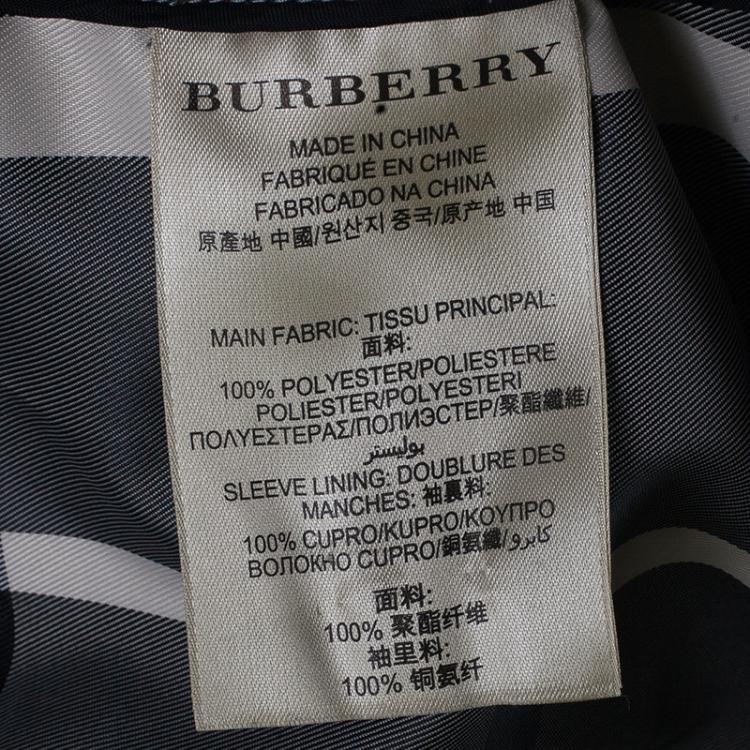 BURBERRY
MADE IN CHINA
FABRIQUÉ EN CHINE
FABRICADO NA CHINA
原產地 中國/원산지 중국/原产地 中国
MAIN FABRIC: TISSU PRINCIPAL:
面料:
100% POLYESTER/POLIESTERE
POLIESTER/POLYESTERI
ΠΟΛΥΕΣΤΕΡΑΣ/ПОЛИЭСТЕР/聚酯纖維/
بوليستر
SLEEVE LINING: DOUBLURE DES
MANCHES: 袖裏料:
100% CUPRO/KUPRO/ΚΟΥΠΡΟ
ВОЛОКНО CUPRO/銅氨纖/كابرو
面料:
100% 聚酯纤维
袖里料:
100% 铜氨纤